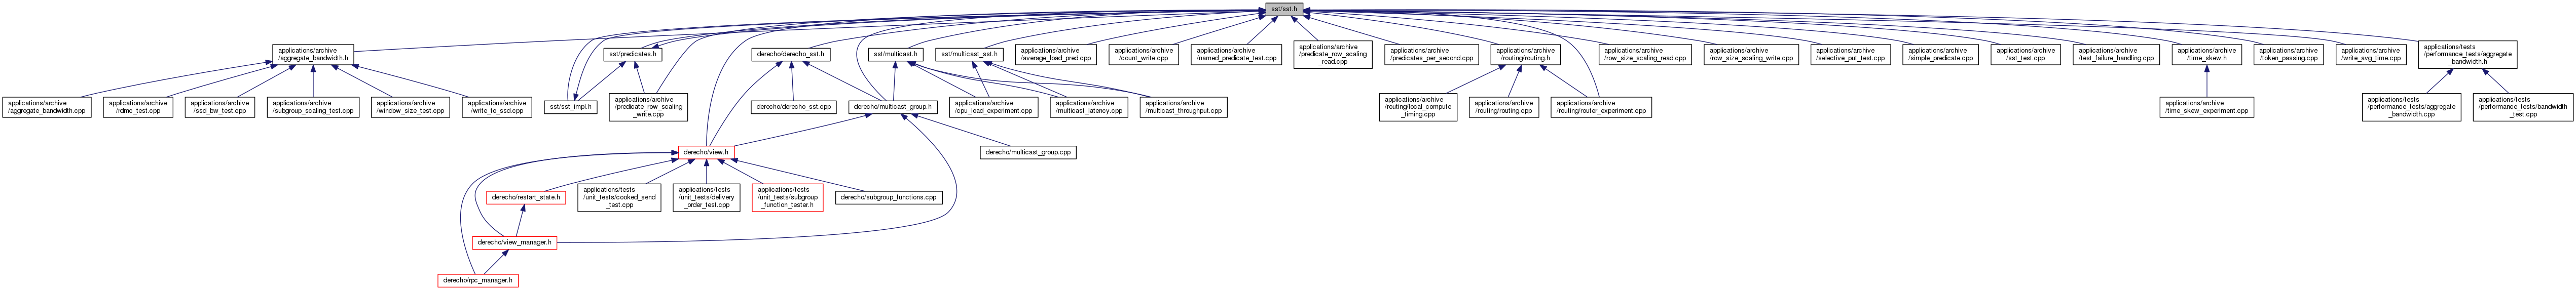 sst/sst.h
applications/archive
/aggregate_bandwidth.h
sst/predicates.h
derecho/derecho_sst.h
sst/multicast.h
sst/multicast_sst.h
applications/archive
/average_load_pred.cpp
applications/archive
/count_write.cpp
applications/archive
/named_predicate_test.cpp
applications/archive
/predicate_row_scaling
_read.cpp
applications/archive
/predicates_per_second.cpp
applications/archive
/routing/routing.h
applications/archive
/row_size_scaling_read.cpp
applications/archive
/row_size_scaling_write.cpp
applications/archive
/selective_put_test.cpp
applications/archive
/simple_predicate.cpp
applications/archive
/sst_test.cpp
applications/archive
/test_failure_handling.cpp
applications/archive
/time_skew.h
applications/archive
/token_passing.cpp
applications/archive
/write_avg_time.cpp
applications/tests
/performance_tests/aggregate
_bandwidth.h
applications/archive
/aggregate_bandwidth.cpp
applications/archive
/rdmc_test.cpp
applications/archive
/ssd_bw_test.cpp
applications/archive
/subgroup_scaling_test.cpp
applications/archive
/window_size_test.cpp
applications/archive
/write_to_ssd.cpp
sst/sst_impl.h
applications/archive
/predicate_row_scaling
_write.cpp
derecho/derecho_sst.cpp
derecho/multicast_group.h
applications/archive
/cpu_load_experiment.cpp
applications/archive
/multicast_latency.cpp
applications/archive
/multicast_throughput.cpp
applications/archive
/routing/local_compute
_timing.cpp
applications/archive
/routing/routing.cpp
applications/archive
/routing/router_experiment.cpp
applications/archive
/time_skew_experiment.cpp
applications/tests
/performance_tests/aggregate
_bandwidth.cpp
applications/tests
/performance_tests/bandwidth
_test.cpp
derecho/view.h
derecho/multicast_group.cpp
derecho/restart_state.h
applications/tests
/unit_tests/cooked_send
_test.cpp
applications/tests
/unit_tests/delivery
_order_test.cpp
applications/tests
/unit_tests/subgroup
_function_tester.h
derecho/subgroup_functions.cpp
derecho/view_manager.h
derecho/rpc_manager.h